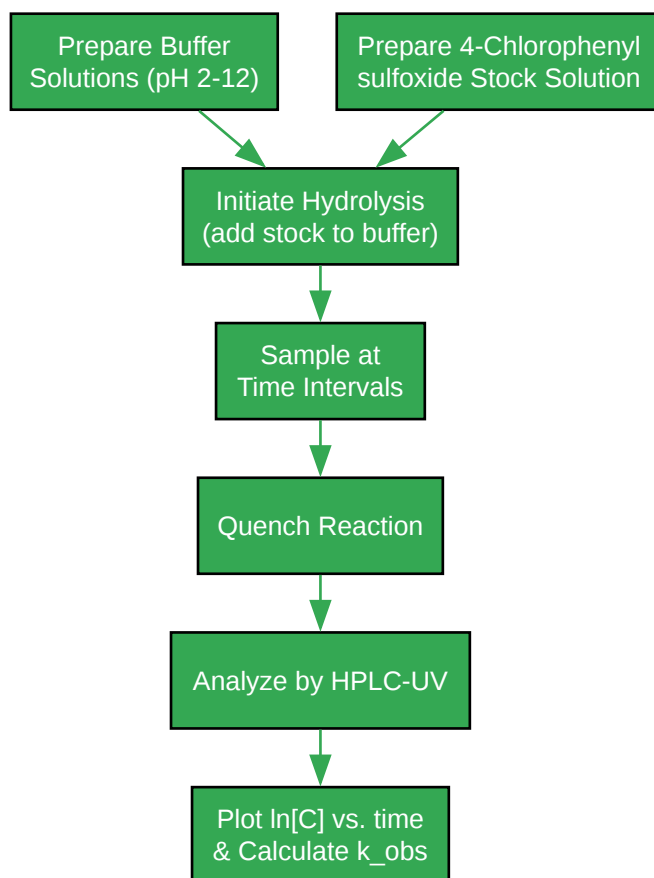 Prepare Buffer
Solutions (pH 2-12)
Prepare 4-Chlorophenyl
sulfoxide Stock Solution
Initiate Hydrolysis
(add stock to buffer)
Sample at
Time Intervals
Quench Reaction
Analyze by HPLC-UV
Plot ln[C] vs. time
& Calculate k_obs